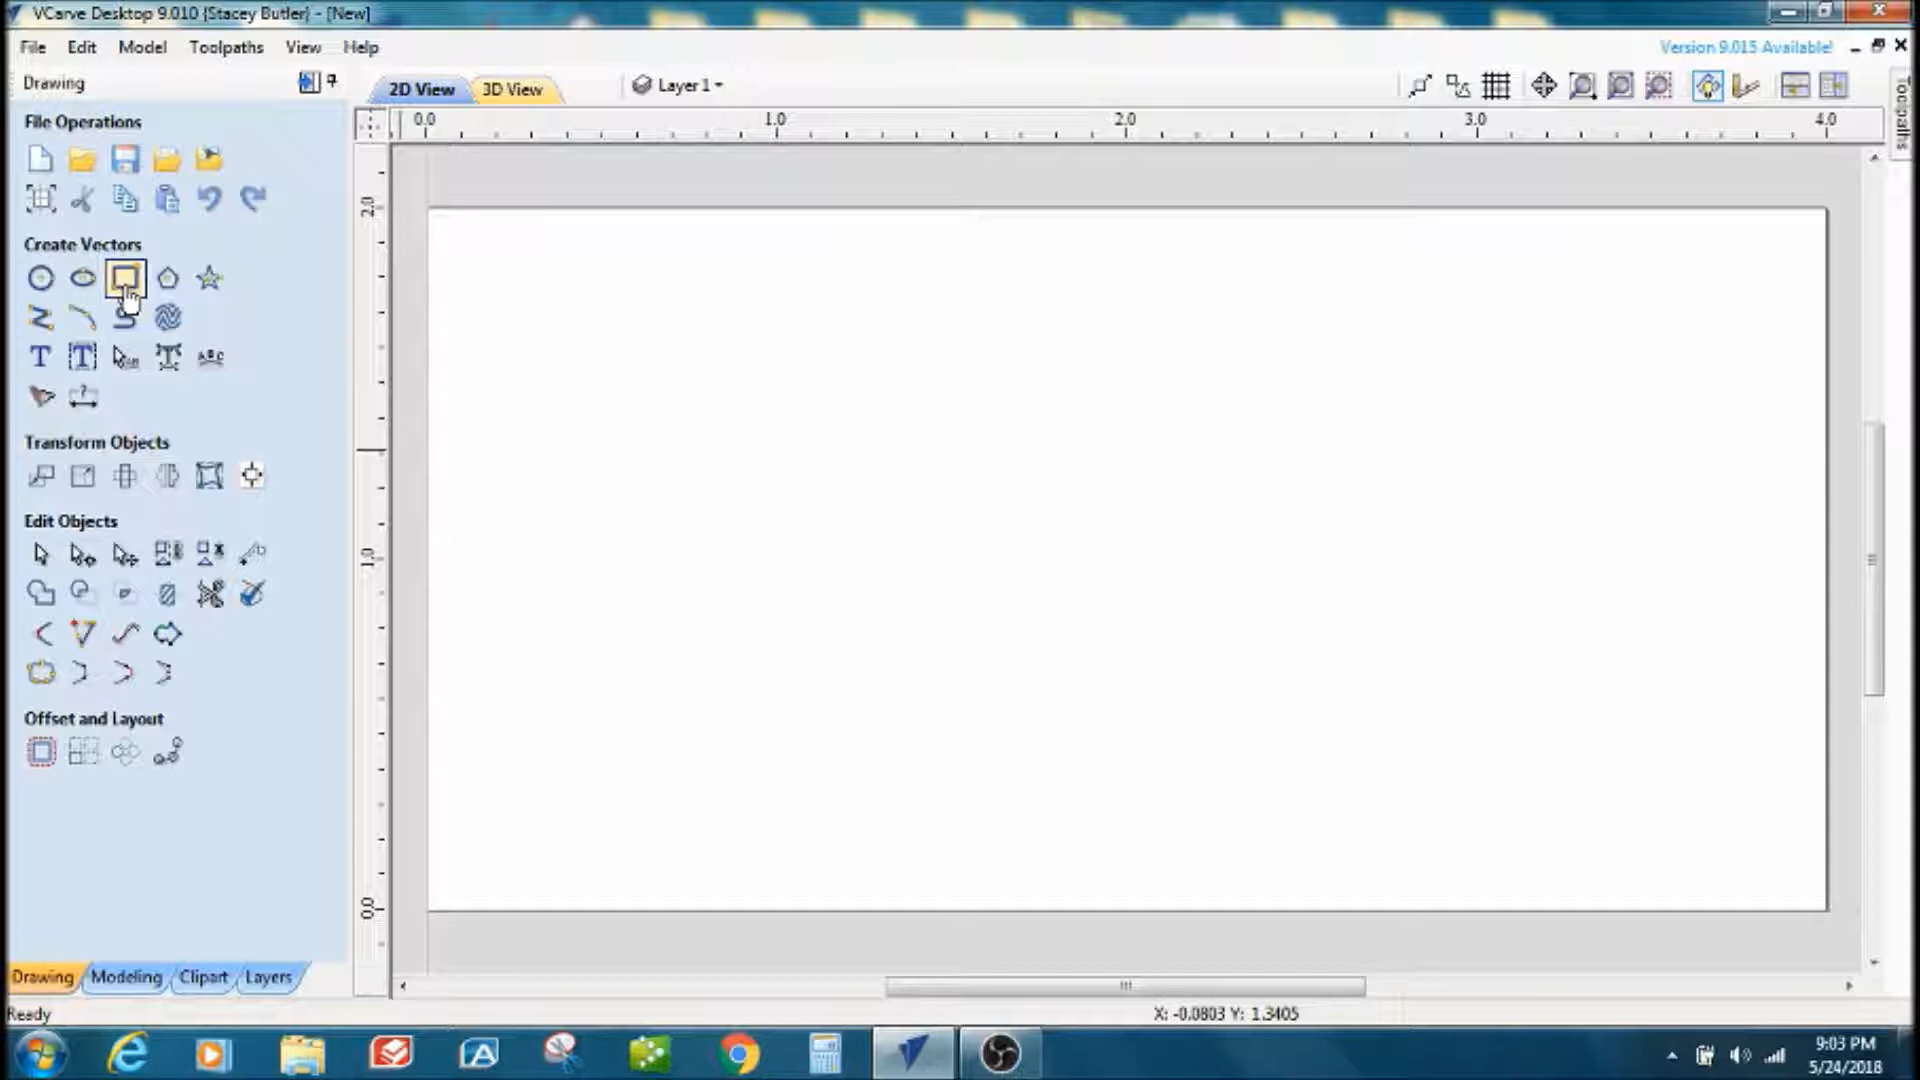 VCarve Desktop 9.010 {Stacey Butler} - [New]
File Edit Model Toolpaths View Help
Version 9.015 Available!
Drawing
2D View 3D View Layer 1
Toolpaths
File Operations
0.0 1.0 2.0 3.0 4.0
2.0
1.0
0.0
Create Vectors
T T T ABC
Transform Objects
Edit Objects
Offset and Layout
Drawing Modeling Clipart Layers
Ready
X: -0.0803 Y: 1.3405
9:03 PM
5/24/2018